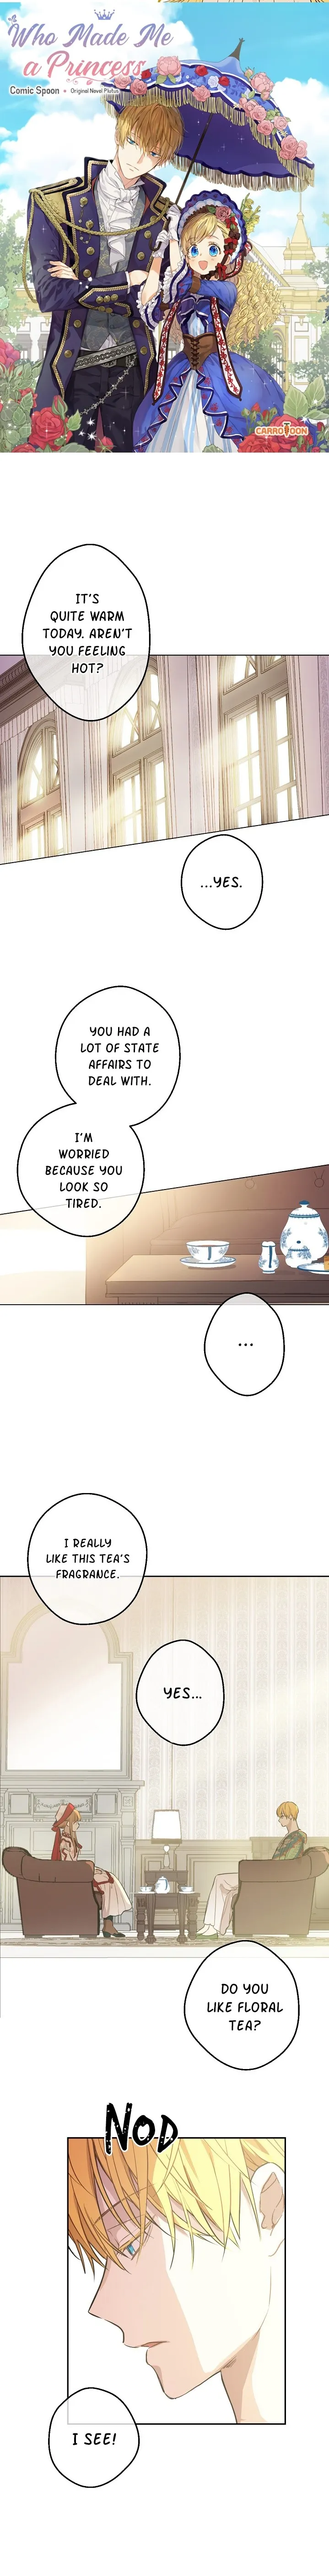 Who Made Me
a Princess
Comic Spoon • Original Novel Plutus
CARROTOON
IT'S
QUITE WARM
TODAY. AREN'T
YOU FEELING
HOT?
...YES.
YOU HAD A
LOT OF STATE
AFFAIRS TO
DEAL WITH.
I'M
WORRIED
BECAUSE YOU
LOOK SO
TIRED.
...
I REALLY
LIKE THIS TEA'S
FRAGRANCE.
YES...
DO YOU
LIKE FLORAL
TEA?
NOD
I SEE!